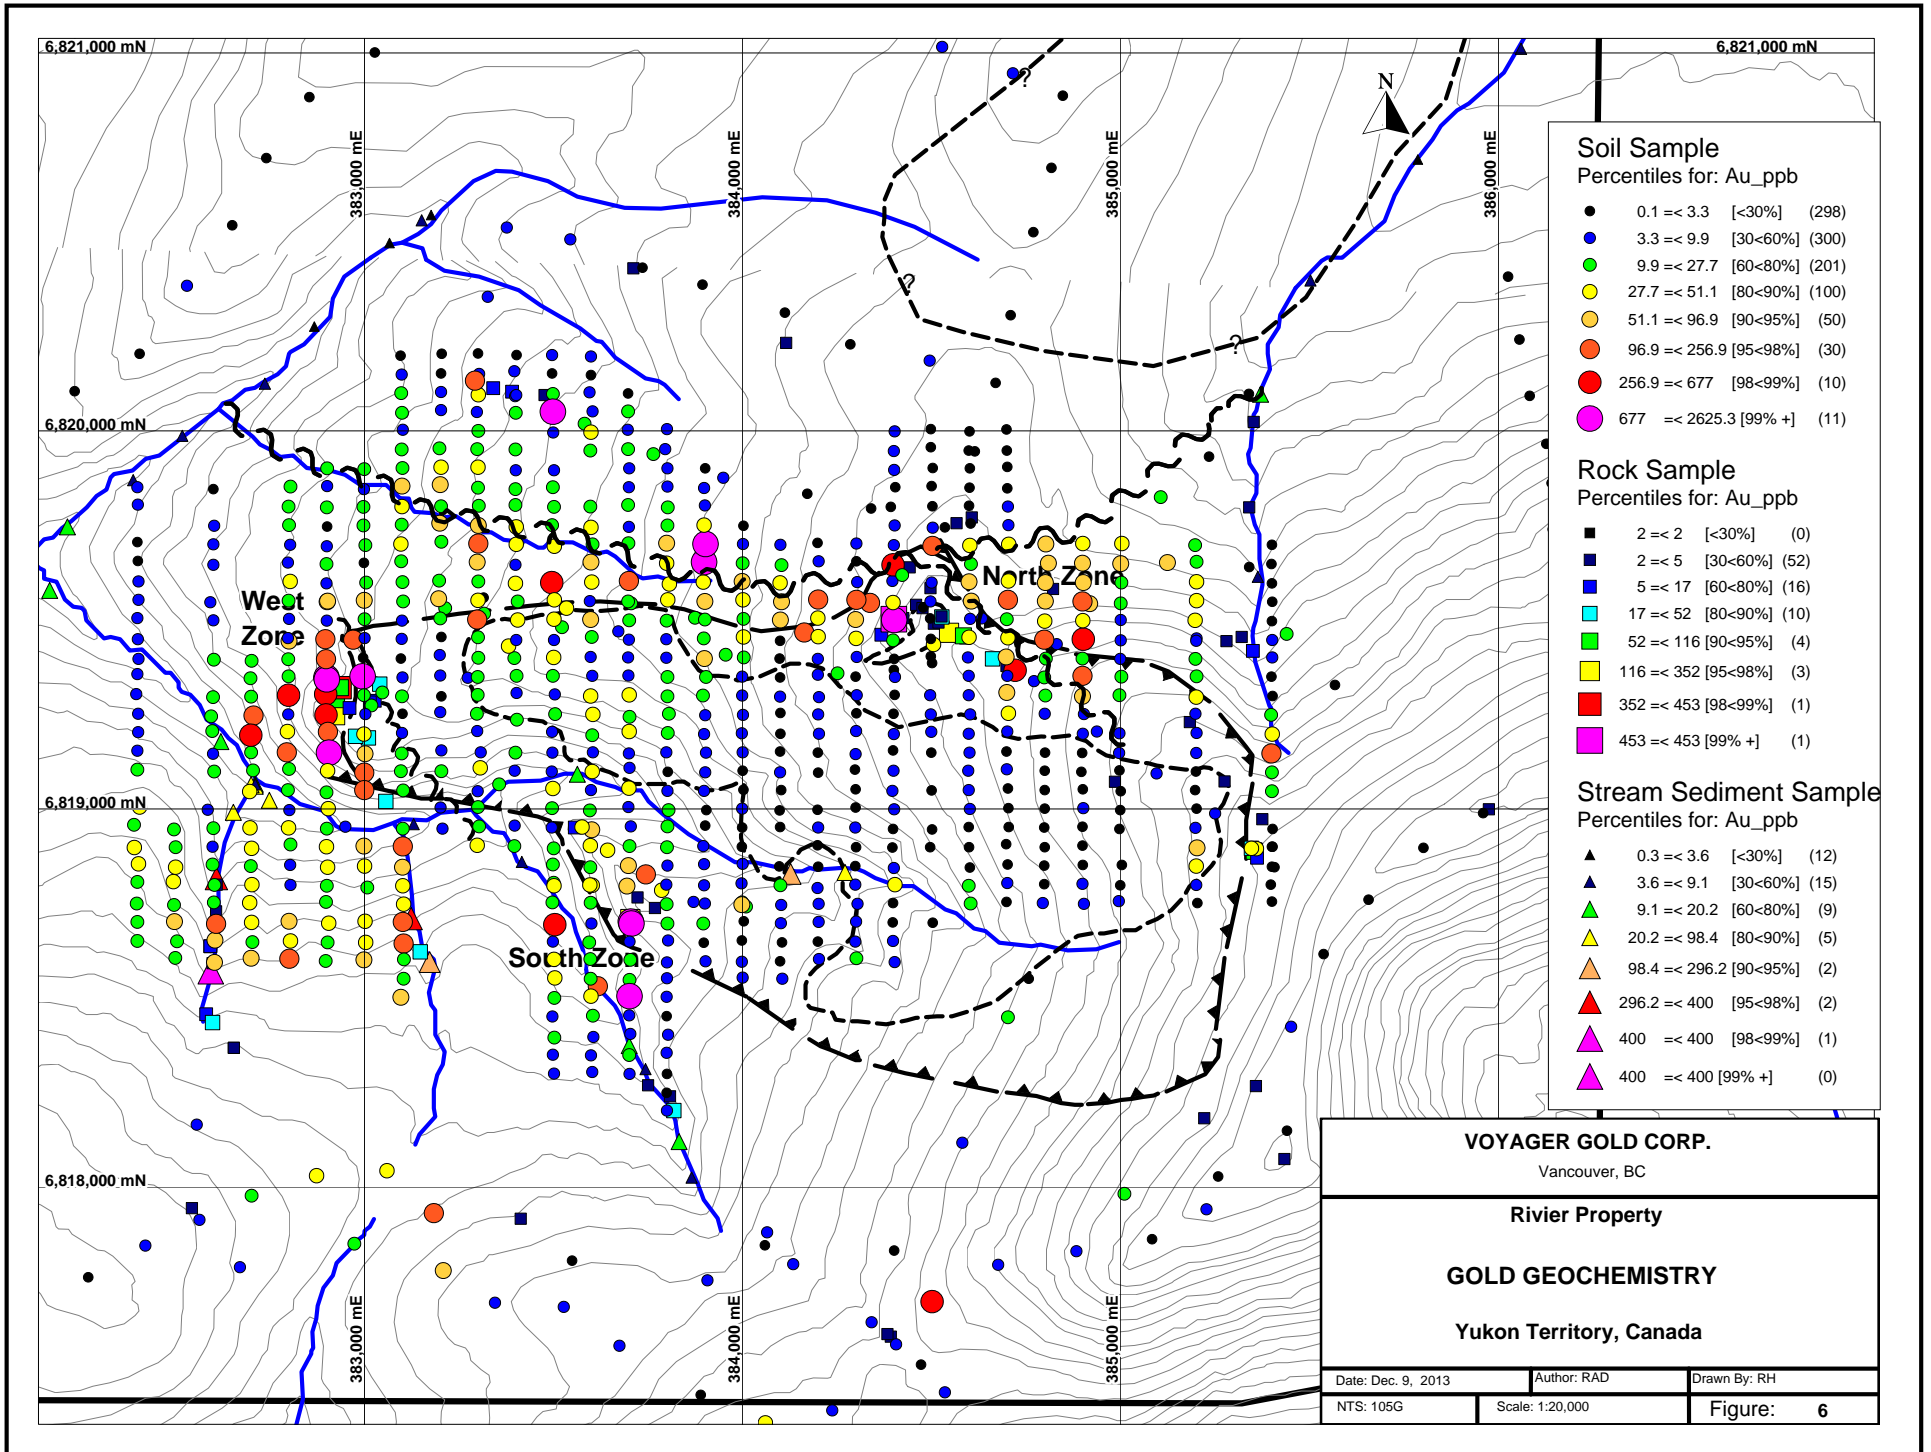 6,821,000 mN
6,821,000 mN
N
?
383,000 mE
384,000 mE
385,000 mE
386,000 mE
?
?
6,820,000 mN
West
Zone
North Zone
6,819,000 mN
South Zone
6,818,000 mN
383,000 mE
384,000 mE
385,000 mE
Soil Sample
Percentiles for: Au_ppb
0.1 =< 3.3 [<30%] (298)
3.3 =< 9.9 [30<60%] (300)
9.9 =< 27.7 [60<80%] (201)
27.7 =< 51.1 [80<90%] (100)
51.1 =< 96.9 [90<95%] (50)
96.9 =< 256.9 [95<98%] (30)
256.9 =< 677 [98<99%] (10)
677 =< 2625.3 [99% +] (11)
Rock Sample
Percentiles for: Au_ppb
2 =< 2 [<30%] (0)
2 =< 5 [30<60%] (52)
5 =< 17 [60<80%] (16)
17 =< 52 [80<90%] (10)
52 =< 116 [90<95%] (4)
116 =< 352 [95<98%] (3)
352 =< 453 [98<99%] (1)
453 =< 453 [99% +] (1)
Stream Sediment Sample
Percentiles for: Au_ppb
0.3 =< 3.6 [<30%] (12)
3.6 =< 9.1 [30<60%] (15)
9.1 =< 20.2 [60<80%] (9)
20.2 =< 98.4 [80<90%] (5)
98.4 =< 296.2 [90<95%] (2)
296.2 =< 400 [95<98%] (2)
400 =< 400 [98<99%] (1)
400 =< 400 [99% +] (0)
VOYAGER GOLD CORP.
Vancouver, BC
Rivier Property
GOLD GEOCHEMISTRY
Yukon Territory, Canada
Date: Dec. 9, 2013
Author: RAD
Drawn By: RH
NTS: 105G
Scale: 1:20,000
Figure: 6